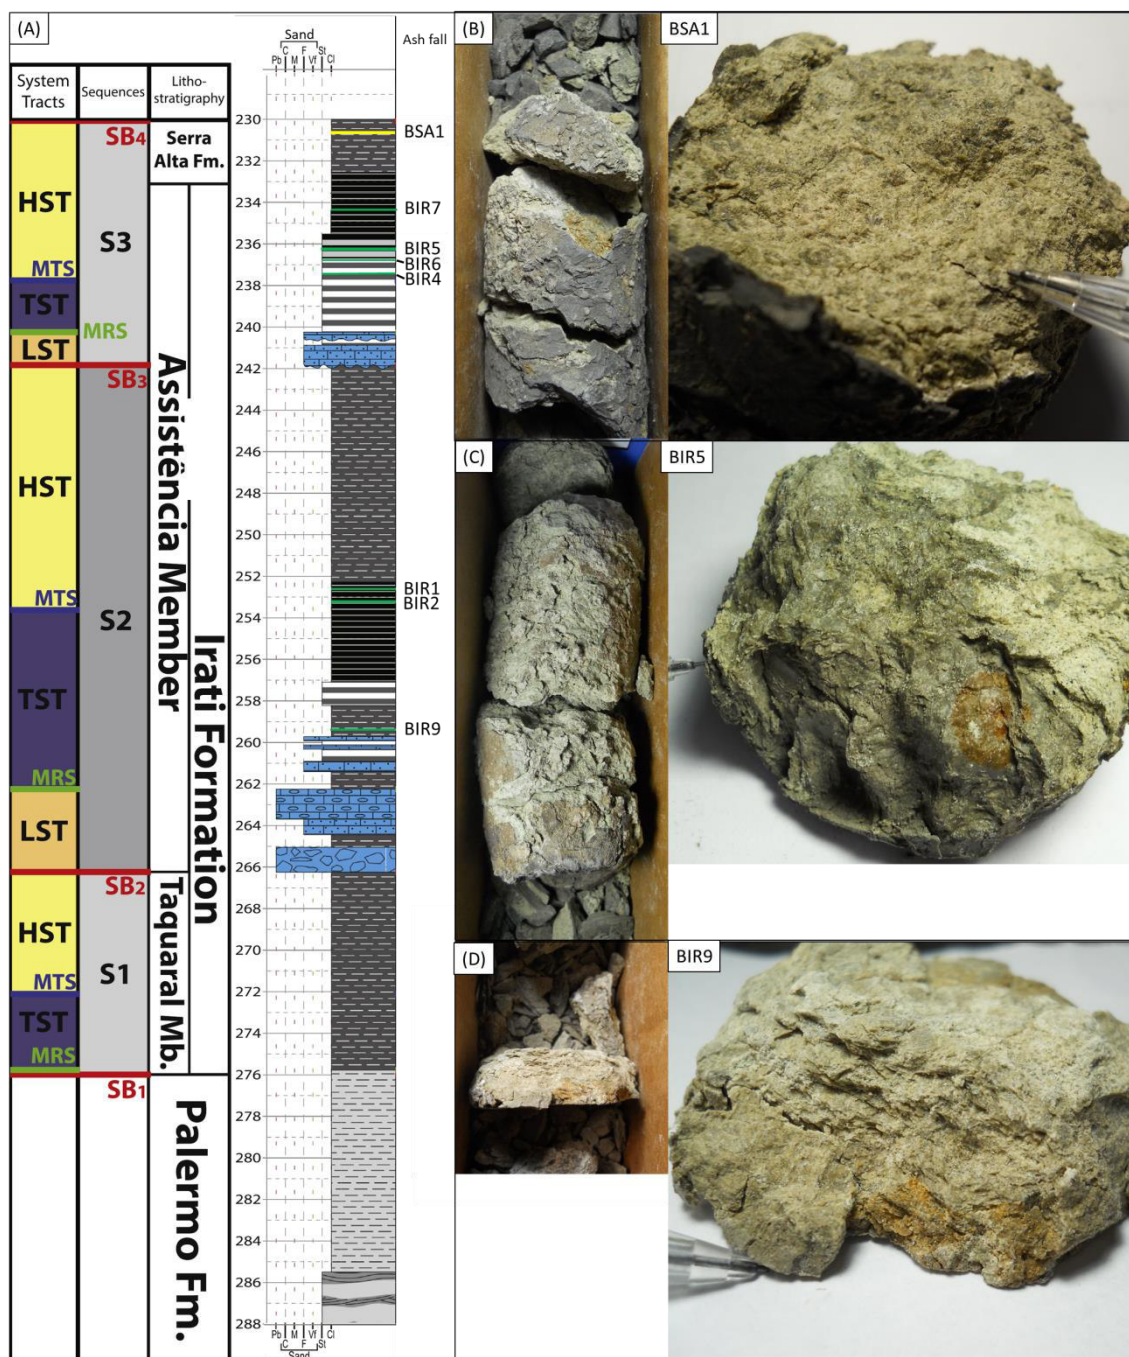 (A)
Sand
C F St
Pb M Vf Cl
Ash fall
System
Tracts
Sequences
Litho-
stratigraphy
230
232
234
236
238
240
242
244
246
248
250
252
254
256
258
260
262
264
266
268
270
272
274
276
278
280
282
284
286
288
SB4
HST
MTS
TST
MRS
LST
SB3
HST
MTS
TST
MRS
LST
SB2
HST
MTS
TST
MRS
SB1
S3
S2
S1
Serra
Alta Fm.
Assistência Member
Irati Formation
Taquaral Mb.
Palermo Fm.
BSA1
BIR7
BIR5
BIR6
BIR4
BIR1
BIR2
BIR9
Pb M Vf Cl
C F St
Sand
(B)
BSA1
(C)
BIR5
(D)
BIR9